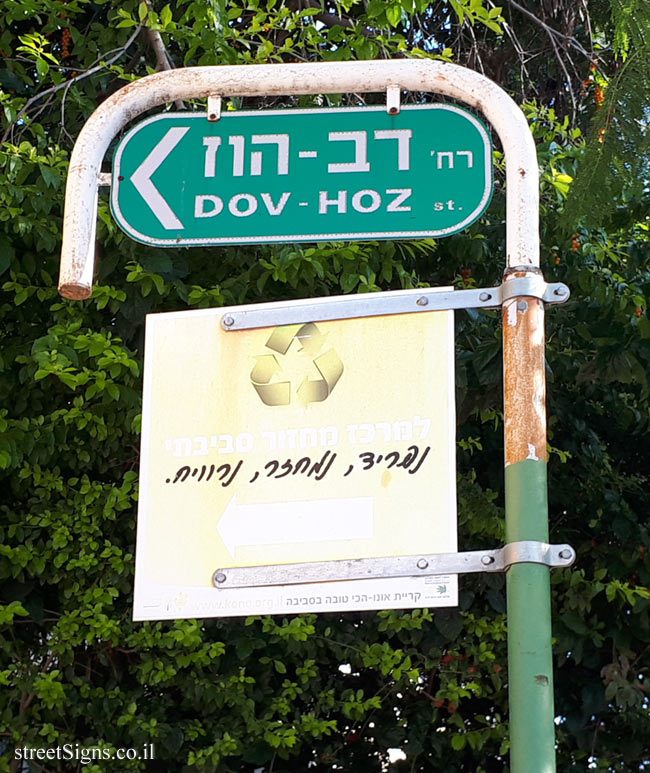 רח' דב-הוז
DOV-HOZ st.
למרכז מחזור סביבתי
נפריד, נמחזר, נרוויח.
קריית אונו-הכי טובה בסביבה www.kono.org.il
streetSigns.co.il